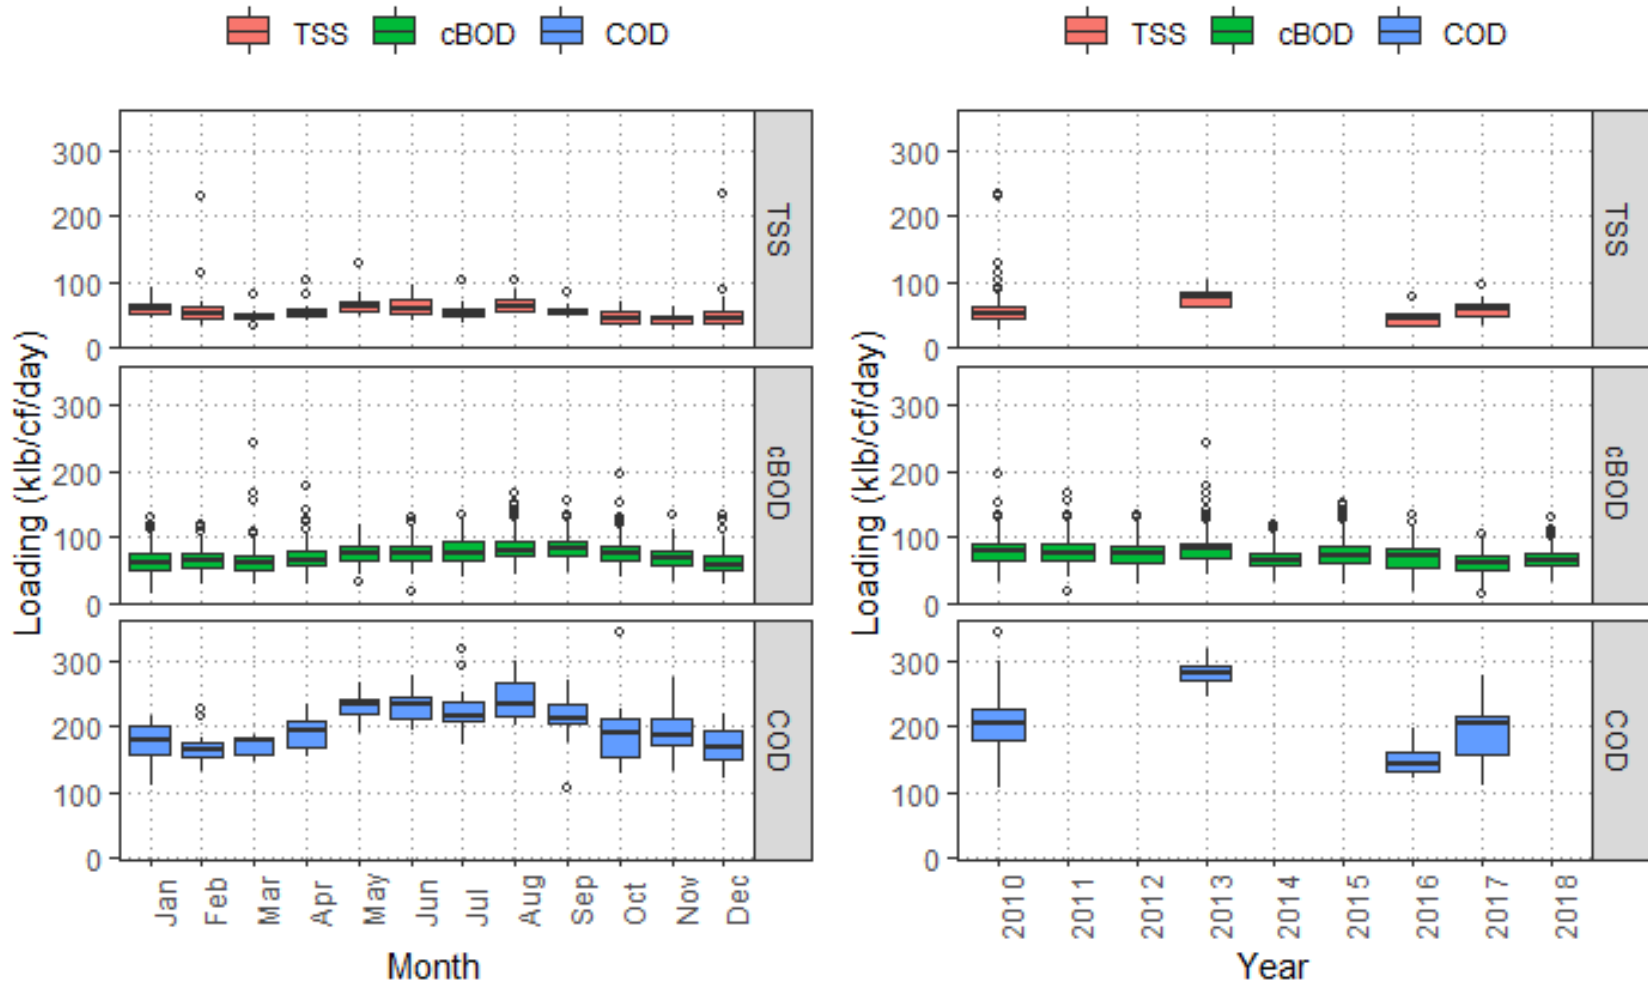 TSS cBOD COD
300
200
100
0
TSS
300
200
100
0
cBOD
300
200
100
0
COD
Loading (klb/cf/day)
Jan Feb Mar Apr May Jun Jul Aug Sep Oct Nov Dec
Month
TSS cBOD COD
300
200
100
0
TSS
300
200
100
0
cBOD
300
200
100
0
COD
Loading (klb/cf/day)
2010 2011 2012 2013 2014 2015 2016 2017 2018
Year